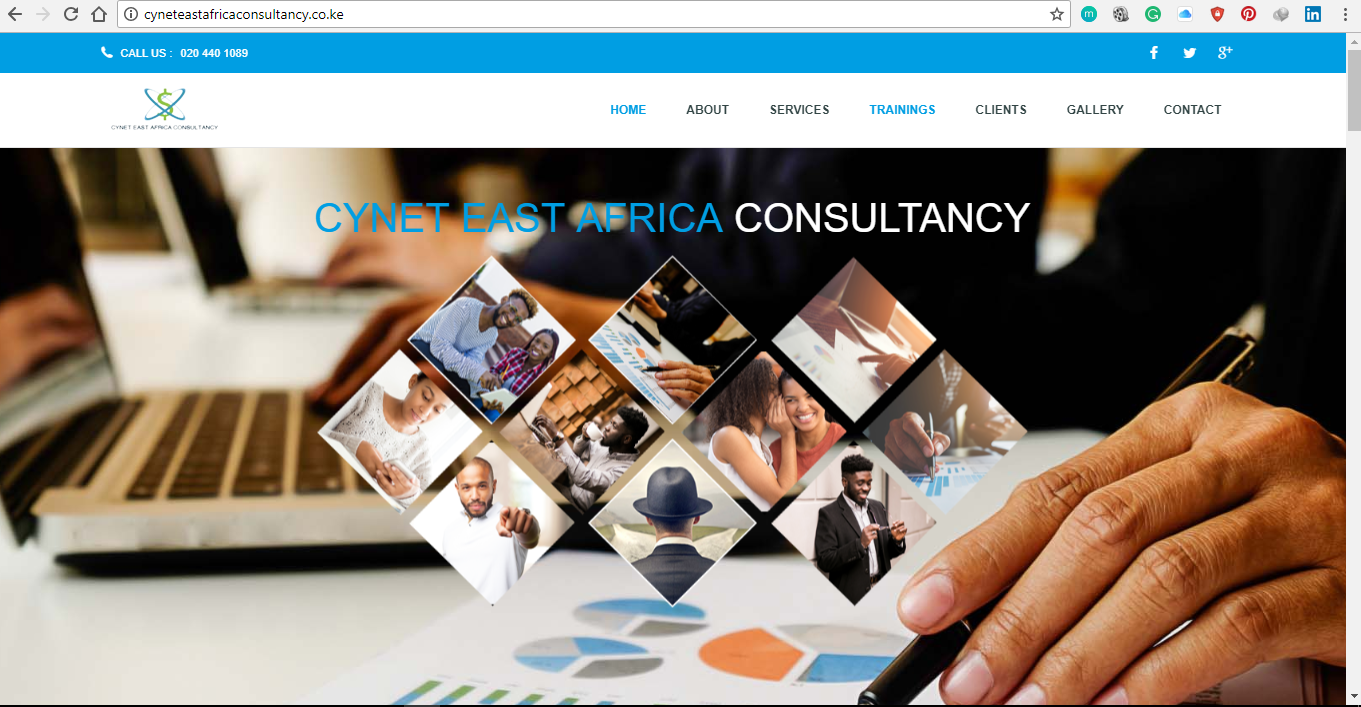 cyneteastafricaconsultancy.co.ke
CALL US : 020 440 1089
CYNET EAST AFRICA CONSULTANCY
HOME ABOUT SERVICES TRAININGS CLIENTS GALLERY CONTACT
CYNET EAST AFRICA CONSULTANCY